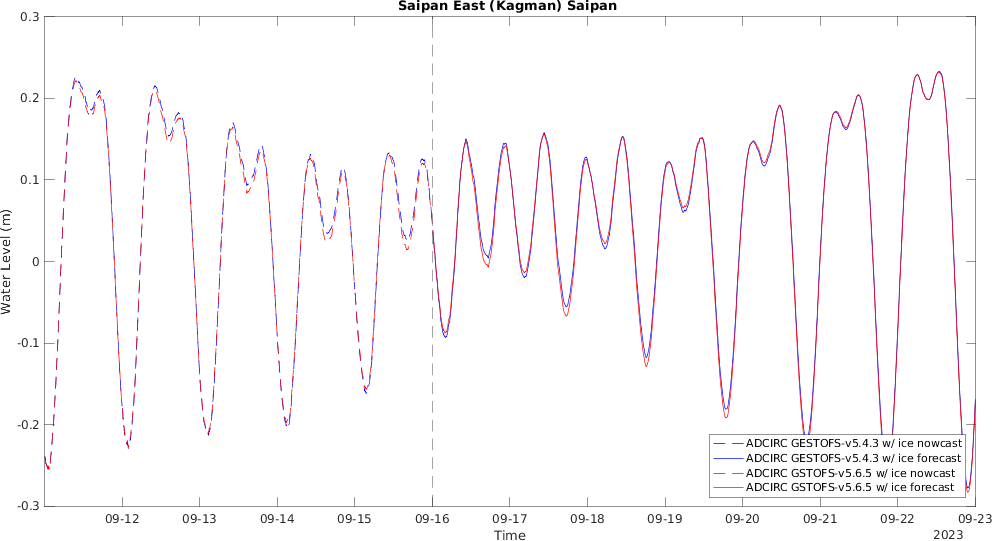 Saipan East (Kagman) Saipan
0.3
0.2
0.1
0
-0.1
-0.2
-0.3
Water Level (m)
ADCIRC GESTOFS-v5.4.3 w/ ice nowcast
ADCIRC GESTOFS-v5.4.3 w/ ice forecast
ADCIRC GSTOFS-v5.6.5 w/ ice nowcast
ADCIRC GSTOFS-v5.6.5 w/ ice forecast
09-12 09-13 09-14 09-15 09-16 09-17 09-18 09-19 09-20 09-21 09-22 09-23
Time
2023